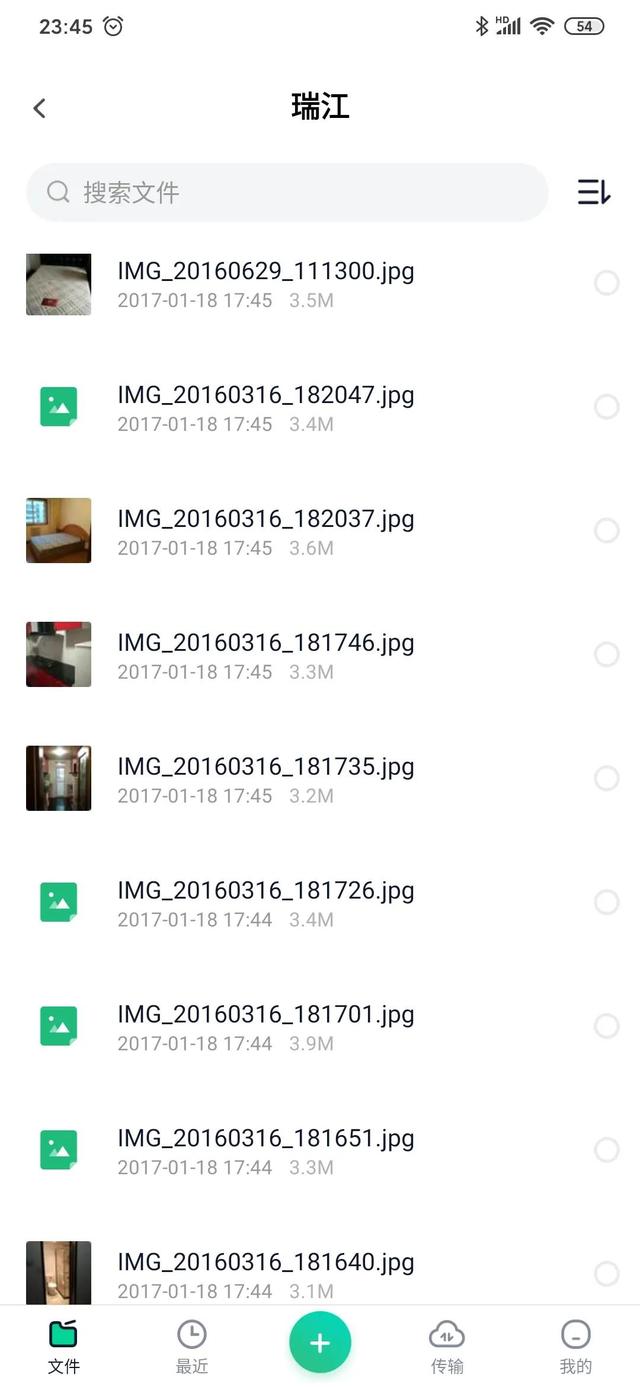 23:45 HD 54
瑞江
搜索文件
IMG_20160629_111300.jpg
2017-01-18 17:45 3.5M
IMG_20160316_182047.jpg
2017-01-18 17:45 3.4M
IMG_20160316_182037.jpg
2017-01-18 17:45 3.6M
IMG_20160316_181746.jpg
2017-01-18 17:45 3.3M
IMG_20160316_181735.jpg
2017-01-18 17:45 3.2M
IMG_20160316_181726.jpg
2017-01-18 17:44 3.4M
IMG_20160316_181701.jpg
2017-01-18 17:44 3.9M
IMG_20160316_181651.jpg
2017-01-18 17:44 3.3M
IMG_20160316_181640.jpg
2017-01-18 17:44 3.1M
文件 最近 传输 我的